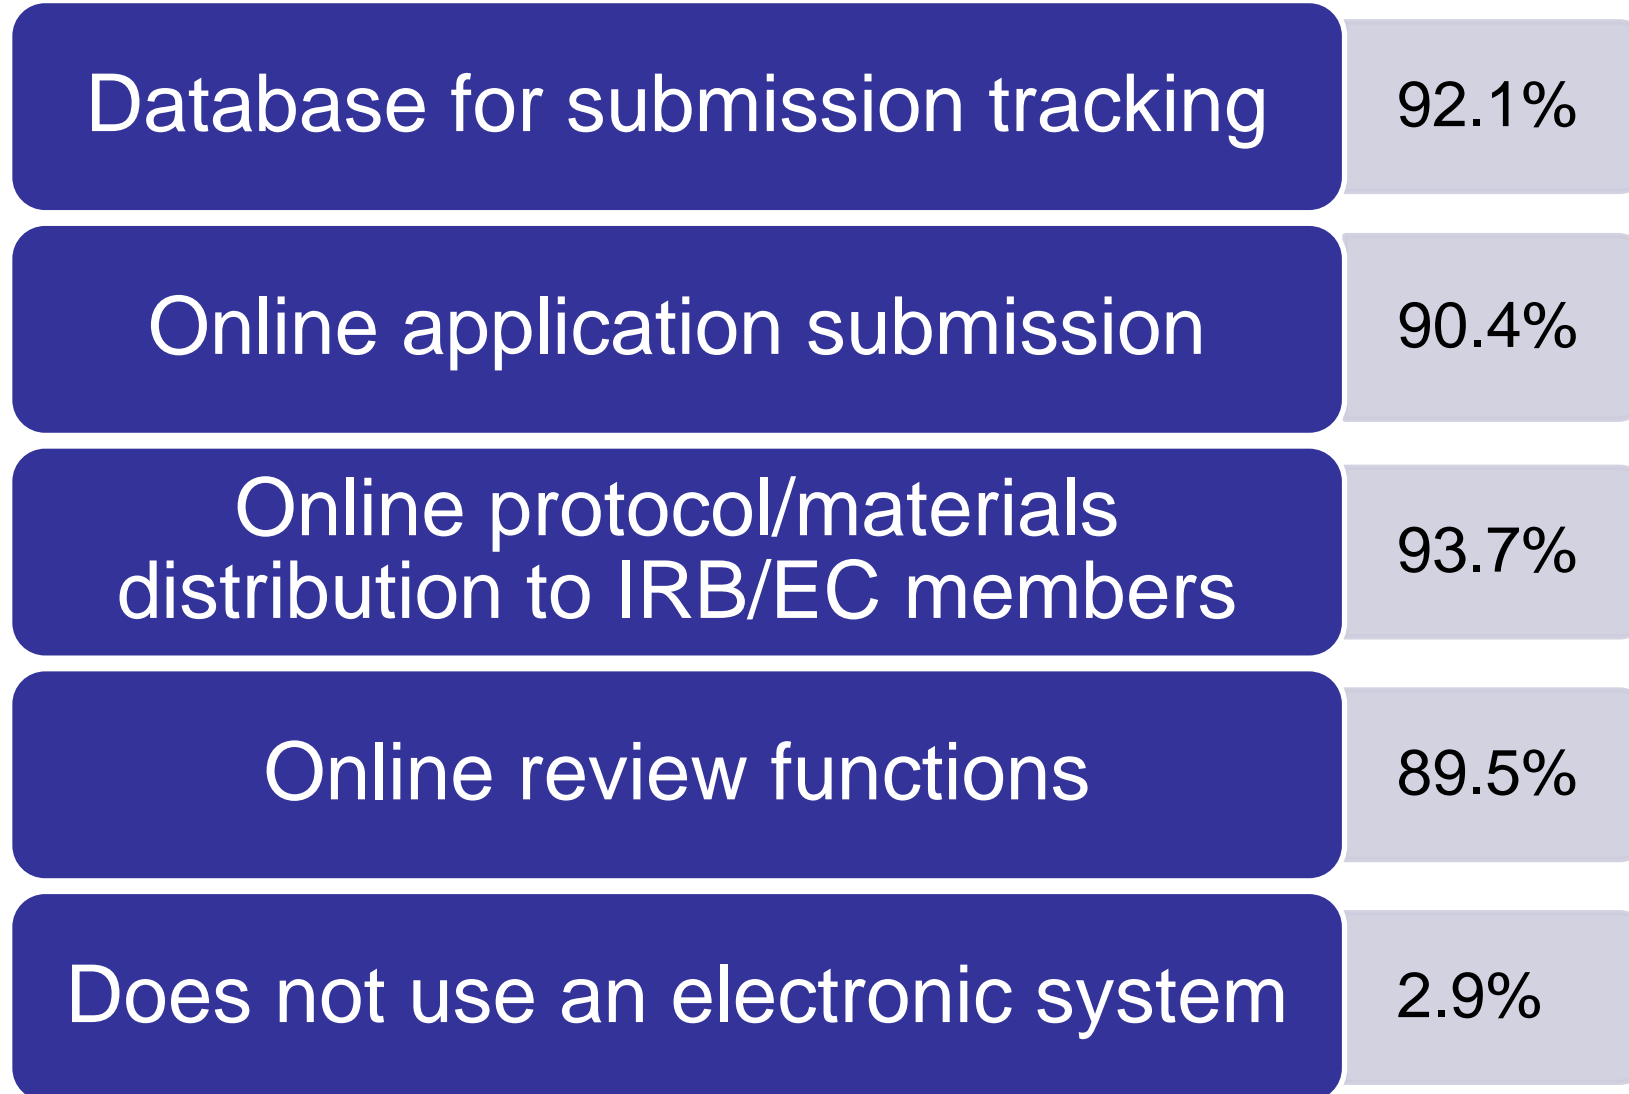 Database for submission tracking 92.1%
Online application submission 90.4%
Online protocol/materials
distribution to IRB/EC members
93.7%
Online review functions 89.5%
Does not use an electronic system 2.9%